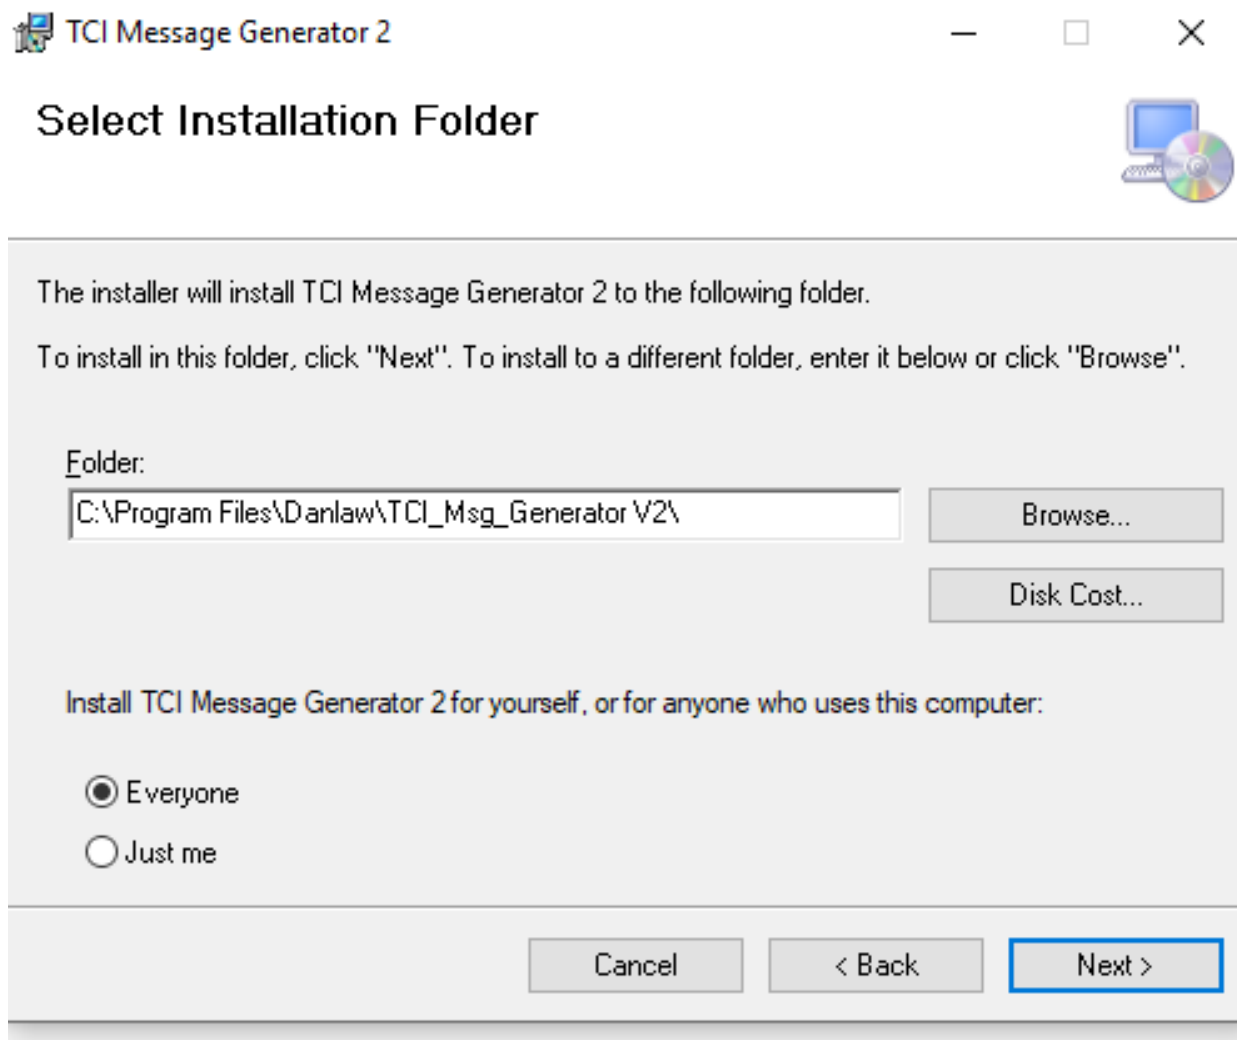 TCI Message Generator 2
Select Installation Folder
The installer will install TCI Message Generator 2 to the following folder.
To install in this folder, click "Next". To install to a different folder, enter it below or click "Browse".
Folder:
C:\Program Files\Danlaw\TCI_Msg_Generator V2\
Browse...
Disk Cost...
Install TCI Message Generator 2 for yourself, or for anyone who uses this computer:
Everyone
Just me
Cancel
< Back
Next >